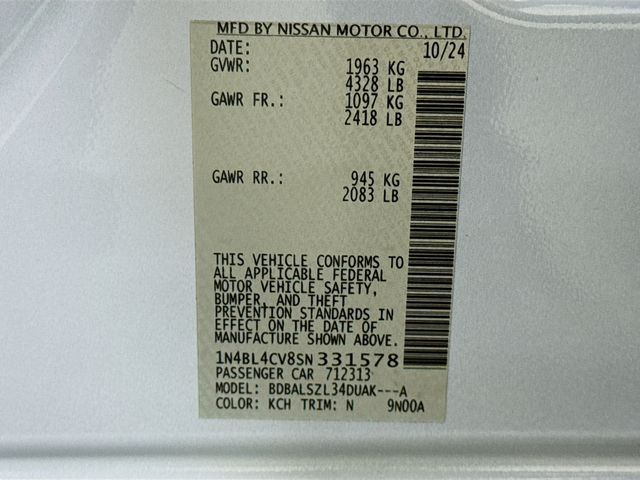 MFD BY NISSAN MOTOR CO., LTD.
DATE: 10/24
GVWR: 1963 KG
4328 LB
GAWR FR.: 1097 KG
2418 LB
GAWR RR.: 945 KG
2083 LB
THIS VEHICLE CONFORMS TO
ALL APPLICABLE FEDERAL
MOTOR VEHICLE SAFETY,
BUMPER, AND THEFT
PREVENTION STANDARDS IN
EFFECT ON THE DATE OF
MANUFACTURE SHOWN ABOVE.
1N4BL4CV8SN331578
PASSENGER CAR 712313
MODEL: BDBALSZL34DUAK---A
COLOR: KCH TRIM: N 9N00A